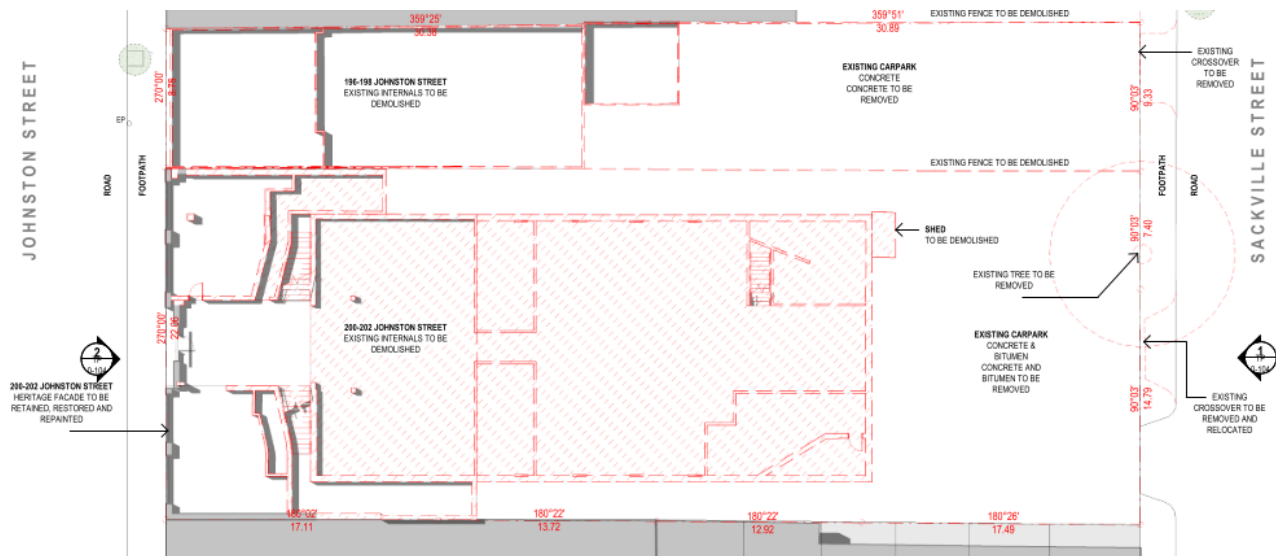 359°25'
30.38
359°51'
30.89
EXISTING FENCE TO BE DEMOLISHED
JOHNSTON STREET
ROAD
FOOTPATH
EP
270°00'
8.76
196-198 JOHNSTON STREET
EXISTING INTERNALS TO BE
DEMOLISHED
EXISTING CARPARK
CONCRETE
CONCRETE TO BE
REMOVED
EXISTING
CROSSOVER
TO BE
REMOVED
90°03'
9.33
SACKVILLE STREET
EXISTING FENCE TO BE DEMOLISHED
FOOTPATH
ROAD
SHED
TO BE DEMOLISHED
90°03'
7.40
EXISTING TREE TO BE
REMOVED
270°00'
22.06
200-202 JOHNSTON STREET
EXISTING INTERNALS TO BE
DEMOLISHED
EXISTING CARPARK
CONCRETE &
BITUMEN
CONCRETE AND
BITUMEN TO BE
REMOVED
2
0-104
1
0-104
200-202 JOHNSTON STREET
HERITAGE FACADE TO BE
RETAINED, RESTORED AND
REPAINTED
90°03'
14.79
EXISTING
CROSSOVER TO BE
REMOVED AND
RELOCATED
17.11
180°22'
13.72
180°22'
12.92
180°26'
17.49